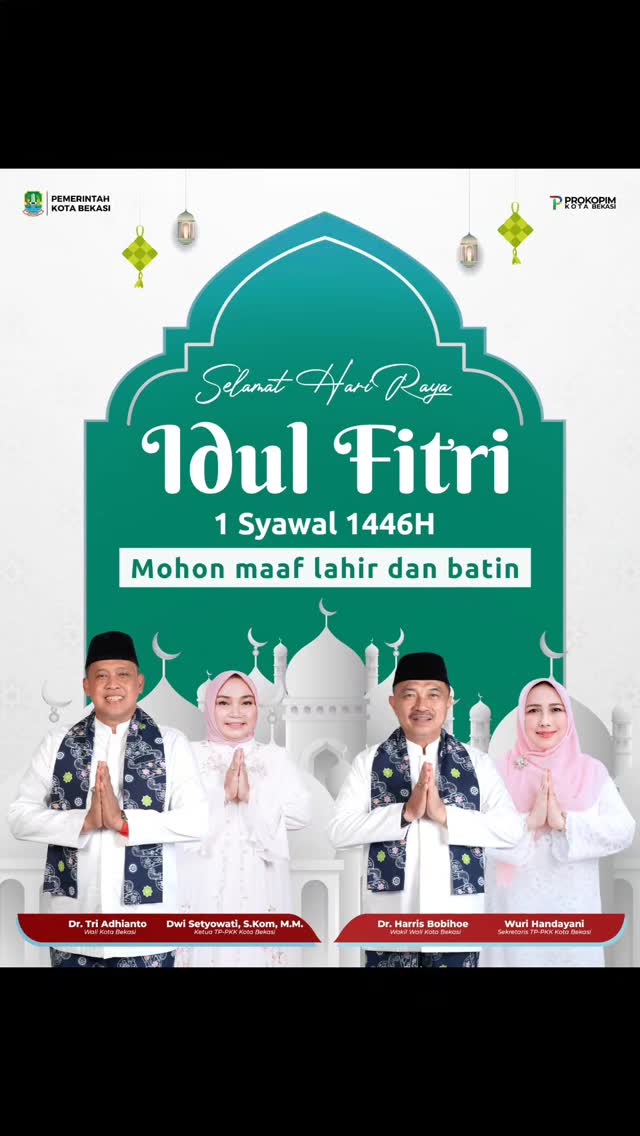 PEMERINTAH
KOTA BEKASI
PROKOPIM
KOTA BEKASI
Selamat Hari Raya
Idul Fitri
1 Syawal 1446H
Mohon maaf lahir dan batin
Dr. Tri Adhianto
Wali Kota Bekasi
Dwi Setyowati, S.Kom, M.M.
Ketua TP-PKK Kota Bekasi
Dr. Harris Bobihoe
Wakil Wali Kota Bekasi
Wuri Handayani
Sekretaris TP-PKK Kota Bekasi